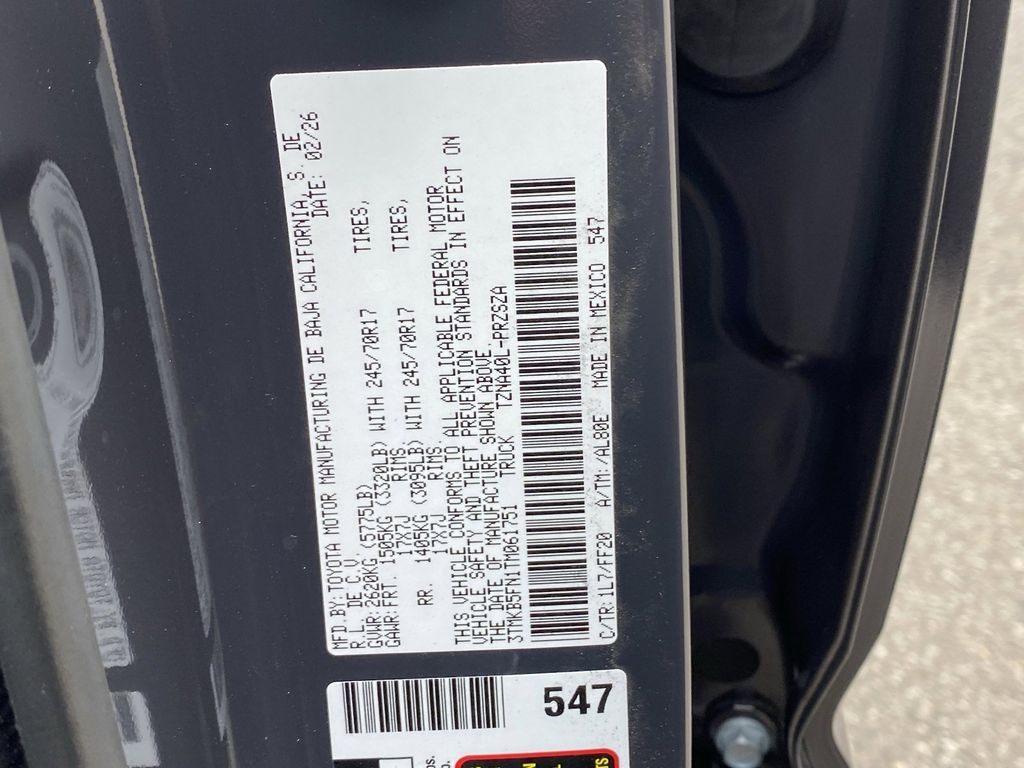 MFD.BY:TOYOTA MOTOR MANUFACTURING DE BAJA CALIFORNIA, S. DE
R.L. DE C.V. DATE: 02/26
GVWR:2620KG (5775LB)
GAWR:FRT. 1505KG (3320LB) WITH 245/70R17 TIRES,
17X7J RIMS
RR. 1405KG (3095LB) WITH 245/70R17 TIRES,
17X7J RIMS.
THIS VEHICLE CONFORMS TO ALL APPLICABLE FEDERAL MOTOR
VEHICLE SAFETY AND THEFT PREVENTION STANDARDS IN EFFECT ON
THE DATE OF MANUFACTURE SHOWN ABOVE
3TMKB5FN1TM061751 TRUCK TZNA40L-PRZSZA
C/TR:1L7/FF20 A/TM:/AL80E MADE IN MEXICO 547
547